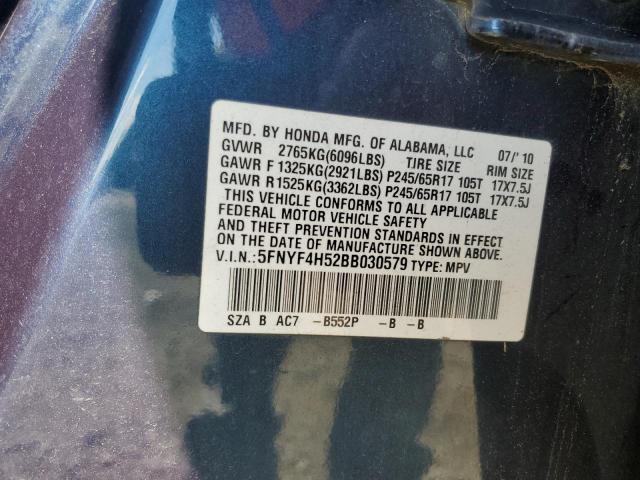 MFD. BY HONDA MFG. OF ALABAMA, LLC 07/'10
GVWR 2765KG(6096LBS) TIRE SIZE RIM SIZE
GAWR F 1325KG(2921LBS) P245/65R17 105T 17X7.5J
GAWR R 1525KG(3362LBS) P245/65R17 105T 17X7.5J
THIS VEHICLE CONFORMS TO ALL APPLICABLE
FEDERAL MOTOR VEHICLE SAFETY
AND THEFT PREVENTION STANDARDS IN EFFECT
ON THE DATE OF MANUFACTURE SHOWN ABOVE.
V.I.N.: 5FNYF4H52BB030579 TYPE: MPV
SZA B AC7 -B552P -B -B